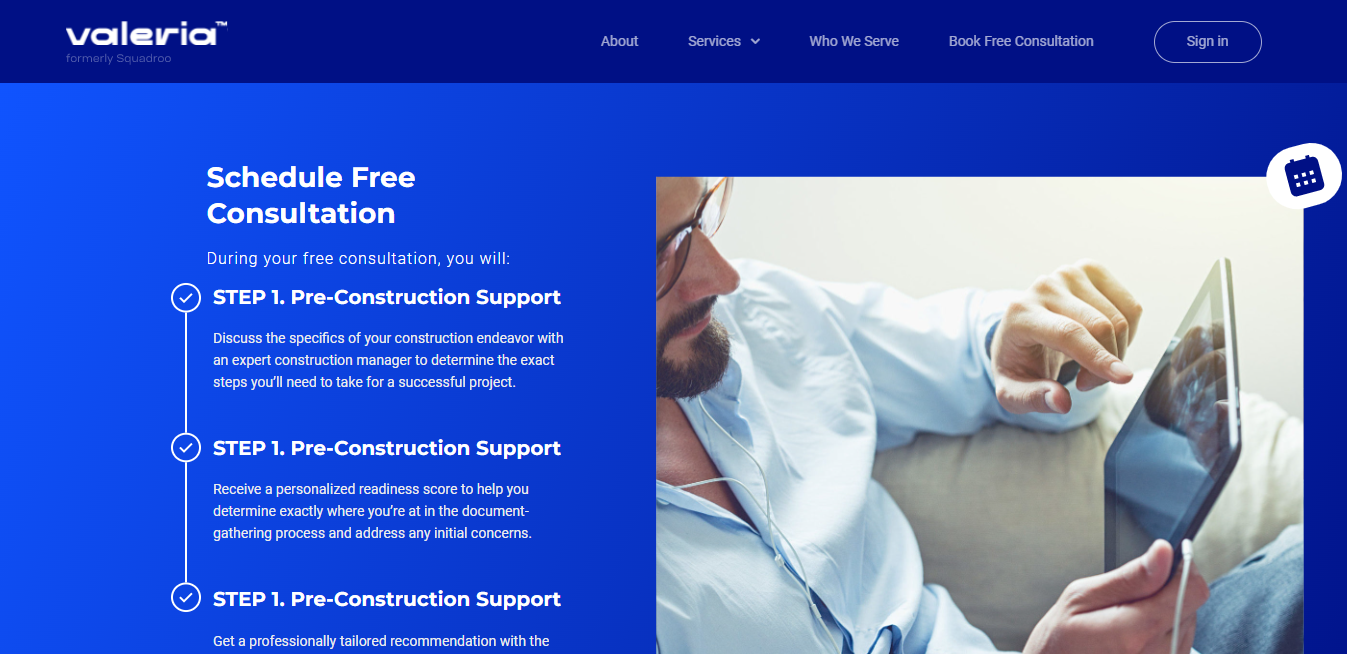 valeria™
formerly Squadroo
About
Services
Who We Serve
Book Free Consultation
Sign in
Schedule Free
Consultation
During your free consultation, you will:
STEP 1. Pre-Construction Support
Discuss the specifics of your construction endeavor with
an expert construction manager to determine the exact
steps you’ll need to take for a successful project.
STEP 1. Pre-Construction Support
Receive a personalized readiness score to help you
determine exactly where you’re at in the document-
gathering process and address any initial concerns.
STEP 1. Pre-Construction Support
Get a professionally tailored recommendation with the